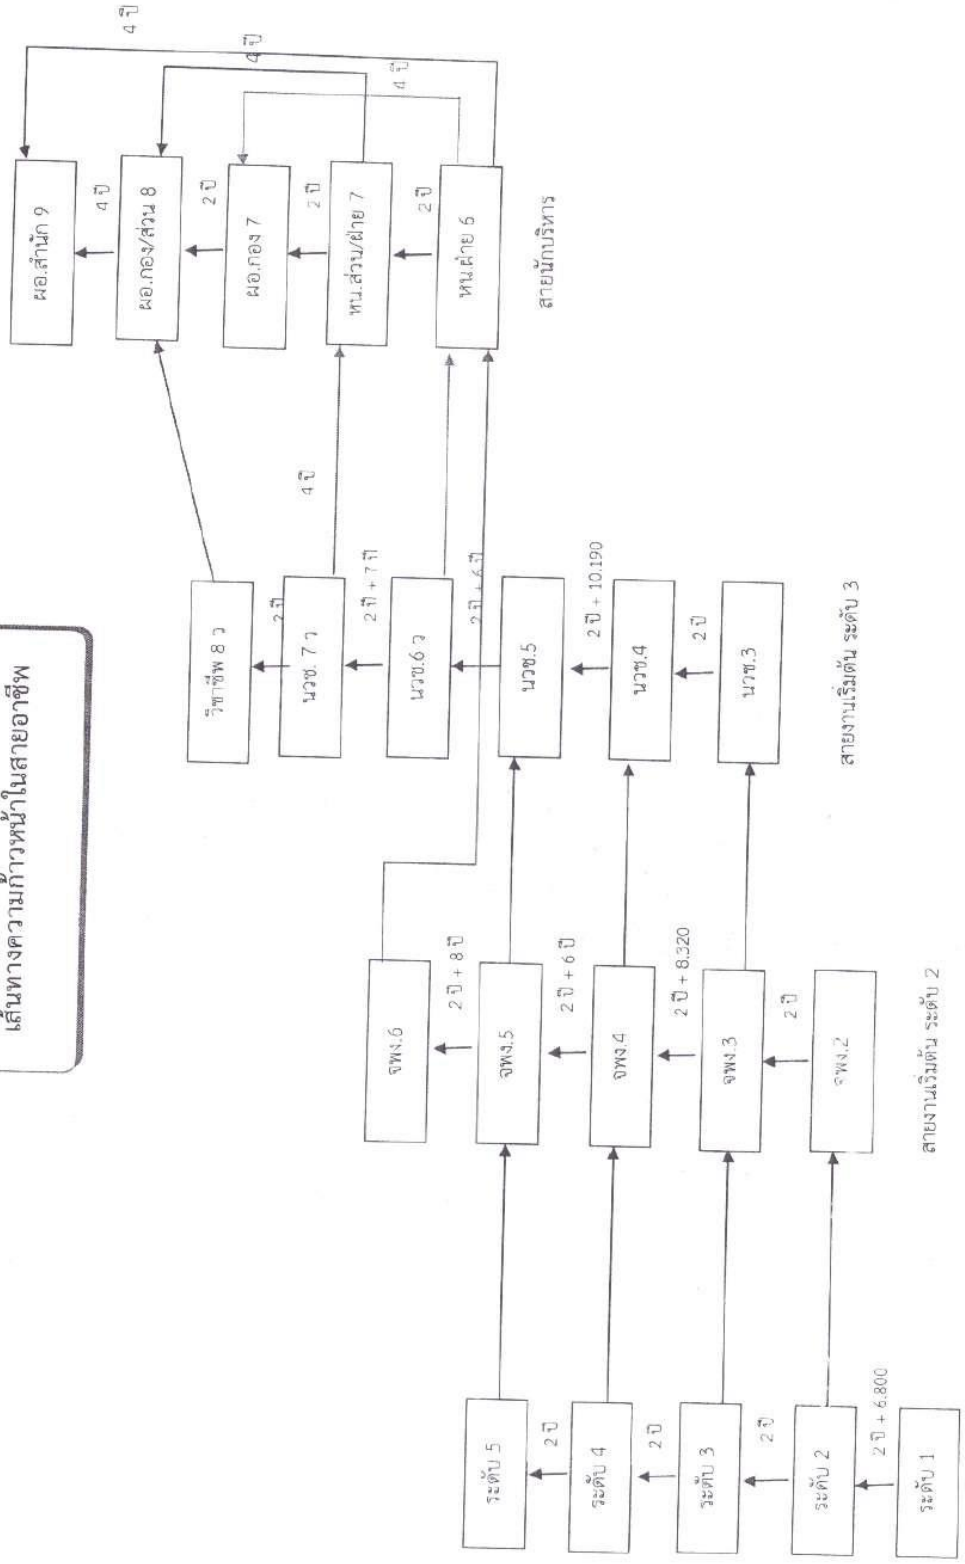 เส้นทางความก้าวหน้าในสายอาชีพ
ผอ.สำนัก 9
4 ปี
4 ปี
ผอ.กอง/ส่วน 8
2 ปี
4 ปี
ผอ.กอง 7
2 ปี
4 ปี
หน.ส่วน/ฝ่าย 7
2 ปี
หน.ฝ่าย 6
สายนักบริหาร
วิชาชีพ 8 ว
2 ปี
4 ปี
นวช. 7 ว
2 ปี + 7 ปี
นวช.6 ว
2 ปี + 6 ปี
นวช.5
2 ปี + 10.190
นวช.4
2 ปี
นวช.3
สายงานเริ่มต้น ระดับ 3
จพง.6
2 ปี + 8 ปี
จพง.5
2 ปี + 6 ปี
จพง.4
2 ปี + 8.320
จพง.3
2 ปี
จพง.2
สายงานเริ่มต้น ระดับ 2
ระดับ 5
2 ปี
ระดับ 4
2 ปี
ระดับ 3
2 ปี
ระดับ 2
2 ปี + 6.800
ระดับ 1